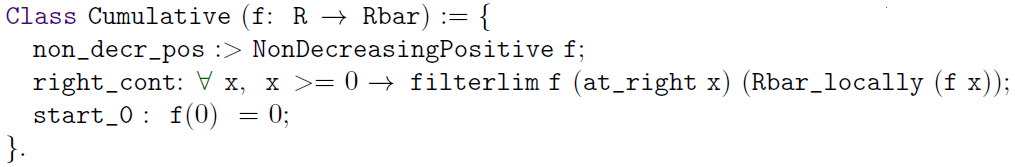 Class Cumulative (f: R → Rbar) := {
non_decr_pos :> NonDecreasingPositive f;
right_cont: ∀ x, x >= 0 → filterlim f (at_right x) (Rbar_locally (f x));
start_0 : f(0) = 0;
}.